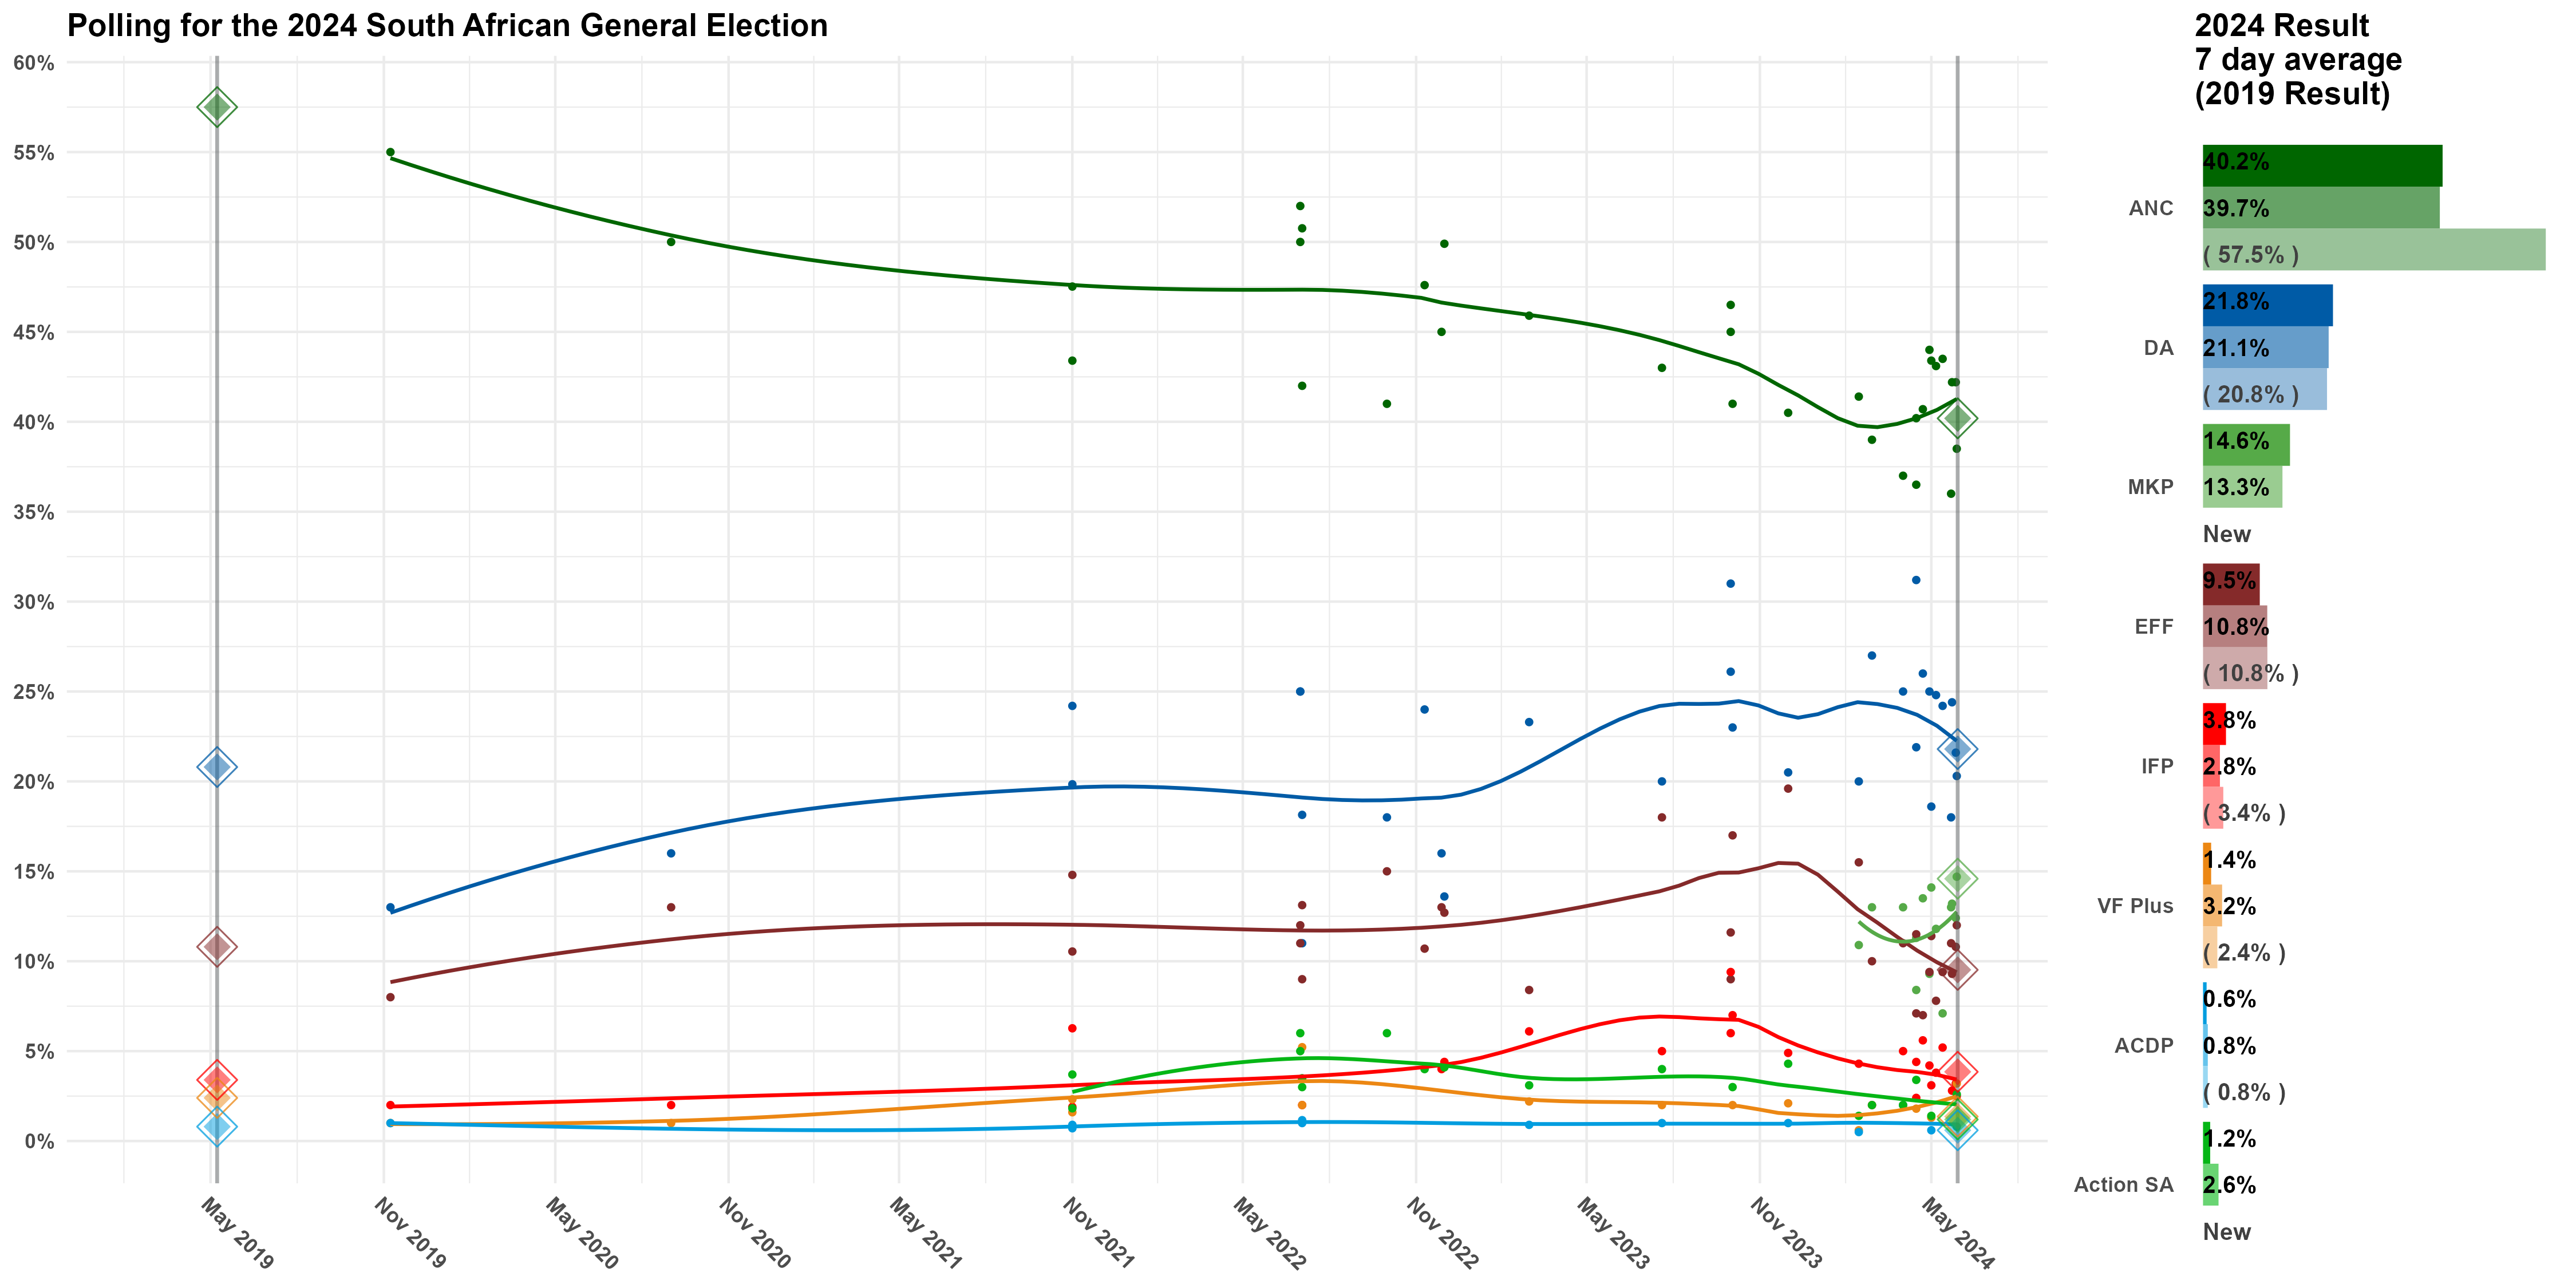 Polling for the 2024 South African General Election
60%
55%
50%
45%
40%
35%
30%
25%
20%
15%
10%
5%
0%
May 2019
Nov 2019
May 2020
Nov 2020
May 2021
Nov 2021
May 2022
Nov 2022
May 2023
Nov 2023
May 2024
2024 Result
7 day average
(2019 Result)
ANC
40.2%
39.7%
( 57.5% )
DA
21.8%
21.1%
( 20.8% )
MKP
14.6%
13.3%
New
EFF
9.5%
10.8%
( 10.8% )
IFP
3.8%
2.8%
( 3.4% )
VF Plus
1.4%
3.2%
( 2.4% )
ACDP
0.6%
0.8%
( 0.8% )
Action SA
1.2%
2.6%
New